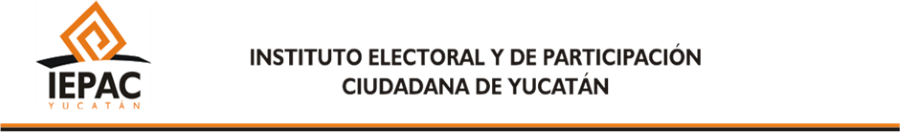 IEPAC
YUCATÁN
INSTITUTO ELECTORAL Y DE PARTICIPACIÓN
CIUDADANA DE YUCATÁN